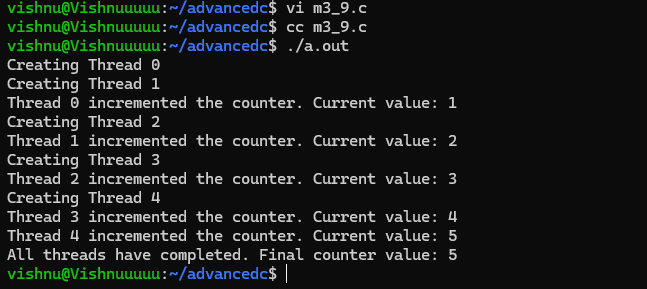 vishnu@Vishnuuuuu:~/advancedc$ vi m3_9.c
vishnu@Vishnuuuuu:~/advancedc$ cc m3_9.c
vishnu@Vishnuuuuu:~/advancedc$ ./a.out
Creating Thread 0
Creating Thread 1
Thread 0 incremented the counter. Current value: 1
Creating Thread 2
Thread 1 incremented the counter. Current value: 2
Creating Thread 3
Thread 2 incremented the counter. Current value: 3
Creating Thread 4
Thread 3 incremented the counter. Current value: 4
Thread 4 incremented the counter. Current value: 5
All threads have completed. Final counter value: 5
vishnu@Vishnuuuuu:~/advancedc$